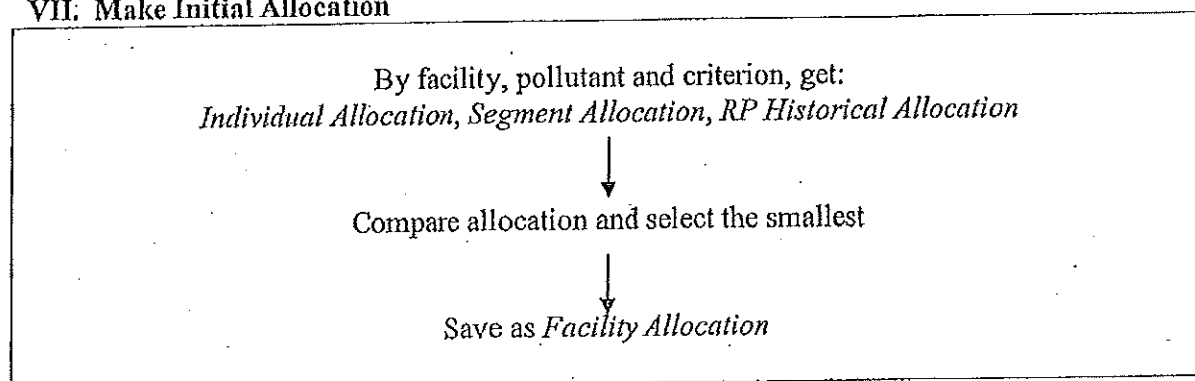 VII: Make Initial Allocation
By facility, pollutant and criterion, get:
Individual Allocation, Segment Allocation, RP Historical Allocation
Compare allocation and select the smallest
Save as Facility Allocation